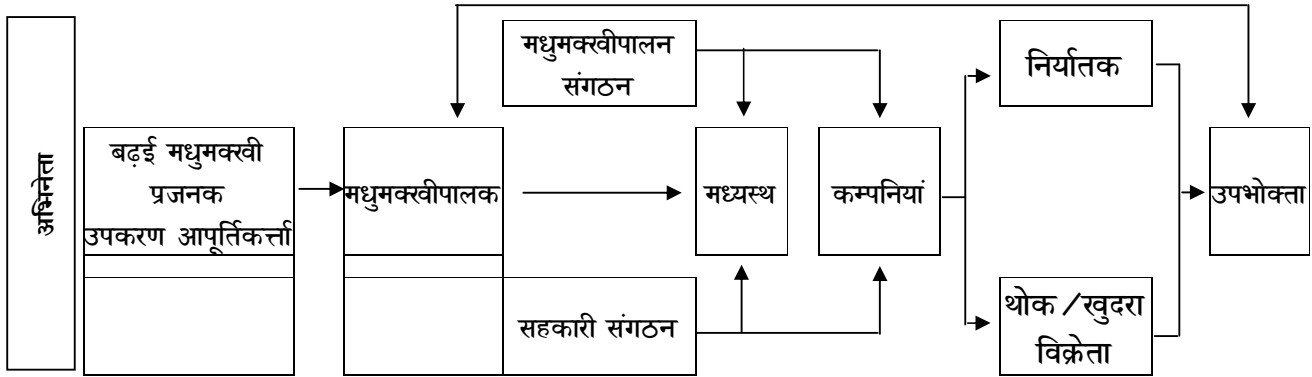 अभिनेता
बढ़ई मधुमक्खी
प्रजनक
उपकरण आपूर्तिकर्त्ता
मधुमक्खीपालक
मधुमक्खीपालन
संगठन
सहकारी संगठन
मध्यस्थ
कम्पनियां
निर्यातक
थोक /खुदरा
विक्रेता
उपभोक्ता